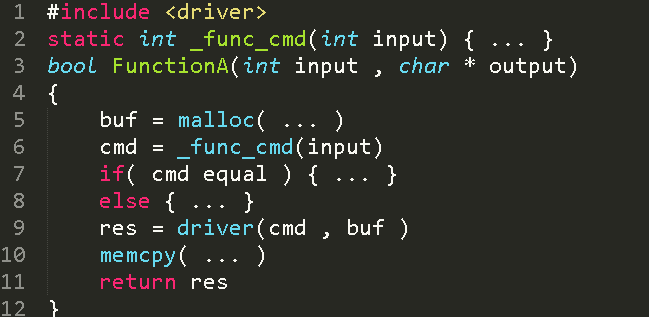 1 #include <driver>
2 static int _func_cmd(int input) { ... }
3 bool FunctionA(int input , char * output)
4 {
5     buf = malloc( ... )
6     cmd = _func_cmd(input)
7     if( cmd equal ) { ... }
8     else { ... }
9     res = driver(cmd , buf )
10     memcpy( ... )
11     return res
12 }